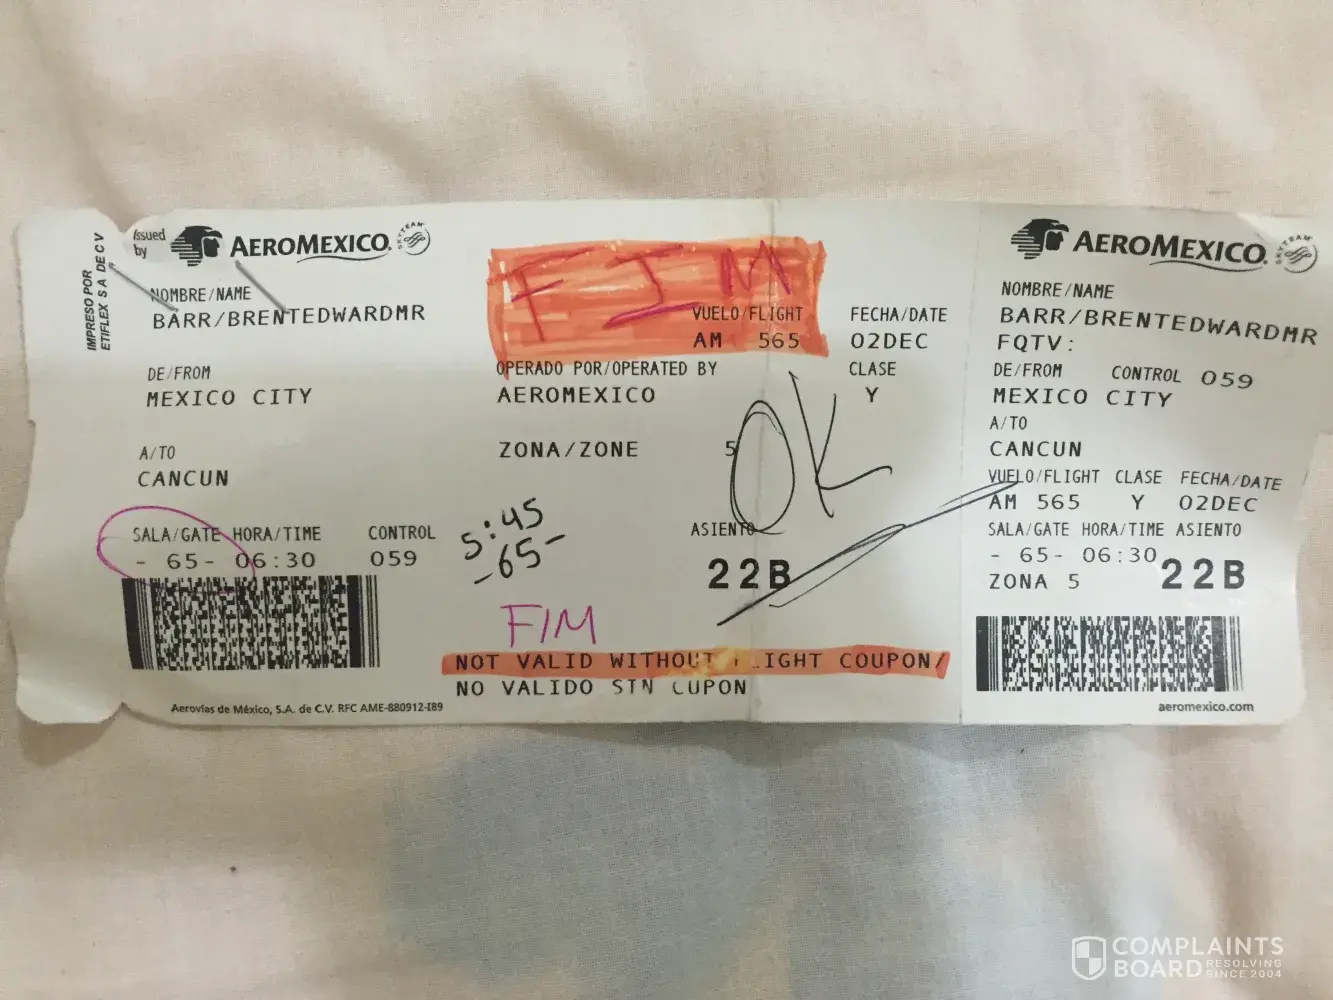 IMPRESO POR
ETIFLEX S A DE C V
Issued
by
AEROMEXICO.
SKYTEAM
NOMBRE/NAME
BARR/BRENTEDWARDMR
FIM
VUELO/FLIGHT
AM 565
FECHA/DATE
02DEC
DE/FROM
MEXICO CITY
OPERADO POR/OPERATED BY
AEROMEXICO
CLASE
Y
A/TO
CANCUN
ZONA/ZONE 5
OK
SALA/GATE HORA/TIME CONTROL
- 65- 06:30 059
5:45
-65-
ASIENTO
22B
FIM
NOT VALID WITHOUT FLIGHT COUPON/
NO VALIDO SIN CUPON
Aerovías de México, S.A. de C.V. RFC AME-880912-I89
AEROMEXICO.
SKYTEAM
NOMBRE/NAME
BARR/BRENTEDWARDMR
FQTV:
DE/FROM CONTROL 059
MEXICO CITY
A/TO
CANCUN
VUELO/FLIGHT CLASE FECHA/DATE
AM 565 Y 02DEC
SALA/GATE HORA/TIME ASIENTO
- 65- 06:30 22B
ZONA 5
aeromexico.com
COMPLAINTS
BOARD RESOLVING
SINCE 2004